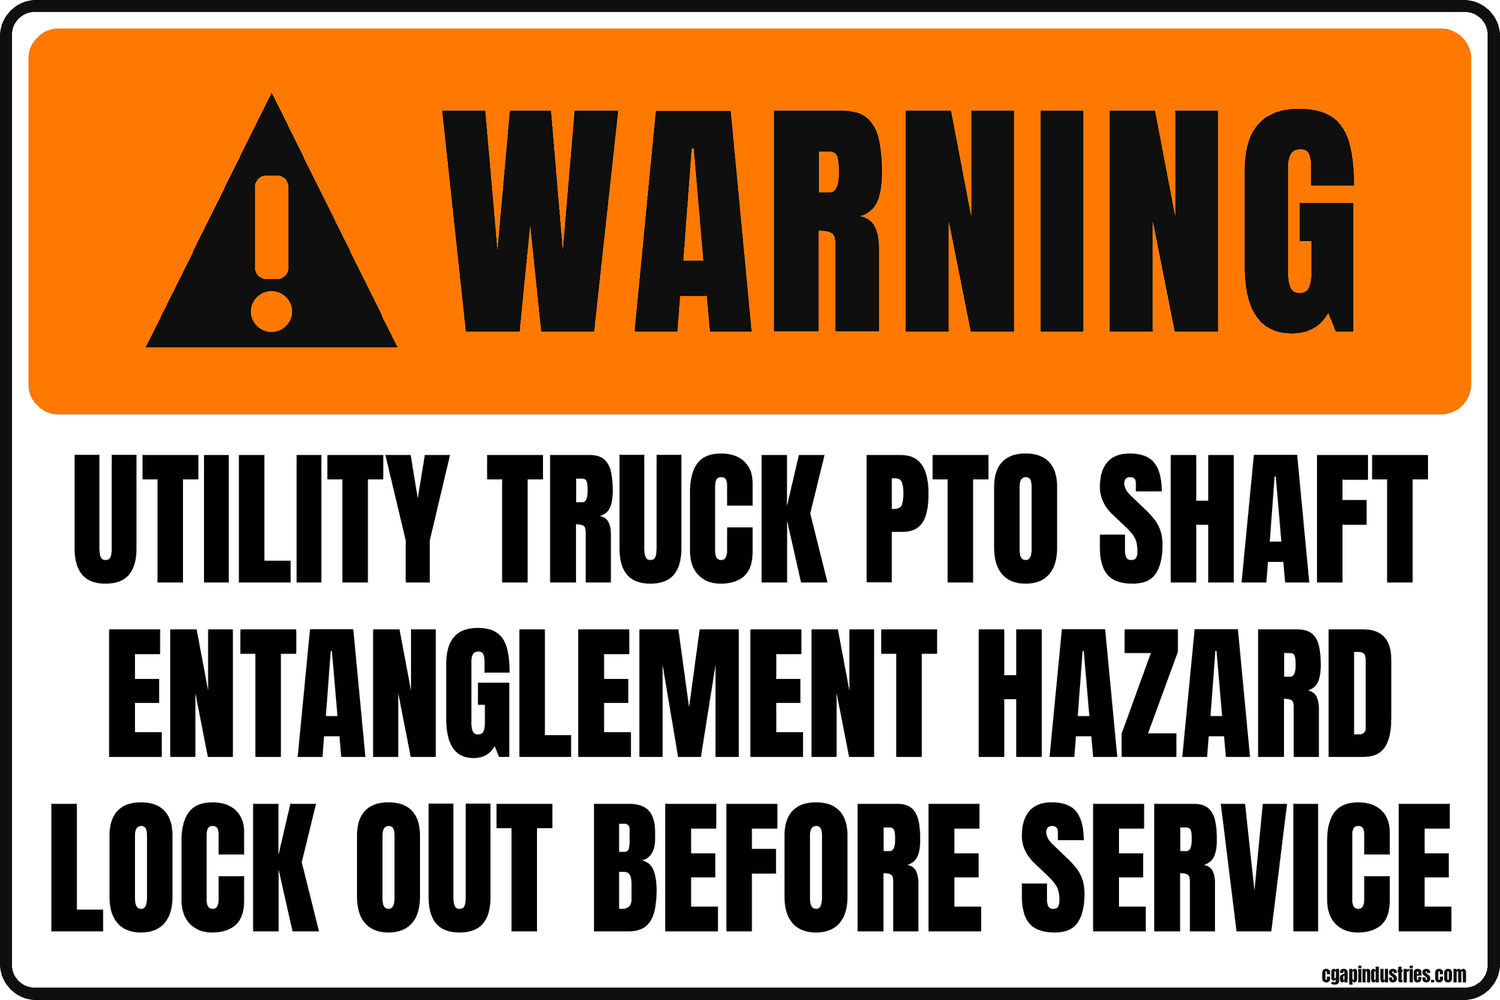 WARNING
UTILITY TRUCK PTO SHAFT
ENTANGLEMENT HAZARD
LOCK OUT BEFORE SERVICE
cgapindustries.com